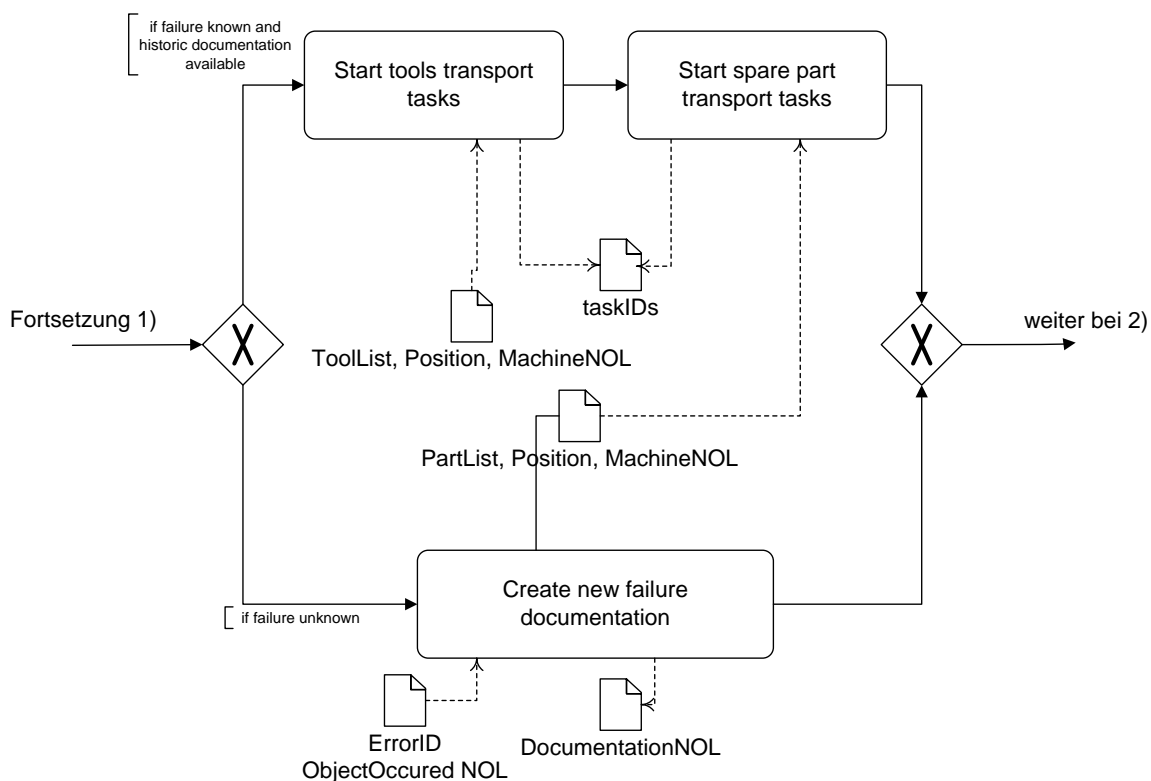 if failure known and
historic documentation
available
Start tools transport
tasks
Start spare part
transport tasks
taskIDs
Fortsetzung 1)
X
X
weiter bei 2)
ToolList, Position, MachineNOL
PartList, Position, MachineNOL
Create new failure
documentation
if failure unknown
ErrorID
ObjectOccured NOL
DocumentationNOL